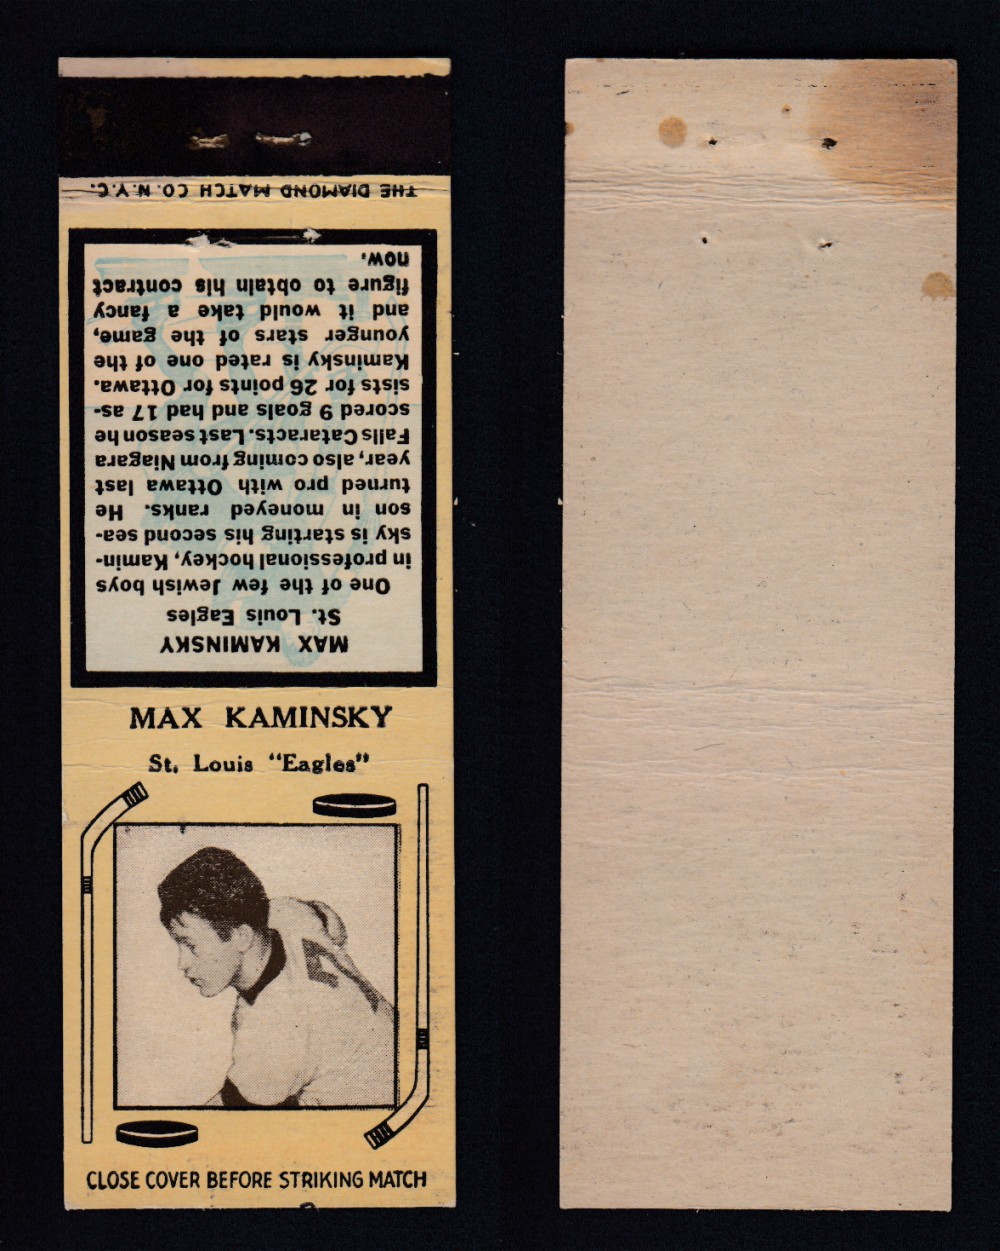 THE DIAMOND MATCH CO. N.Y.C.
MAX KAMINSKY
St. Louis Eagles
One of the few Jewish boys
in professional hockey, Kamin-
sky is starting his second sea-
son in moneyed ranks. He
turned pro with Ottawa last
year, also coming from Niagara
Falls Cataracts. Last season he
scored 9 goals and had 17 as-
sists for 26 points for Ottawa.
Kaminsky is rated one of the
younger stars of the game,
and it would take a fancy
figure to obtain his contract
now.
MAX KAMINSKY
St. Louis "Eagles"
CLOSE COVER BEFORE STRIKING MATCH